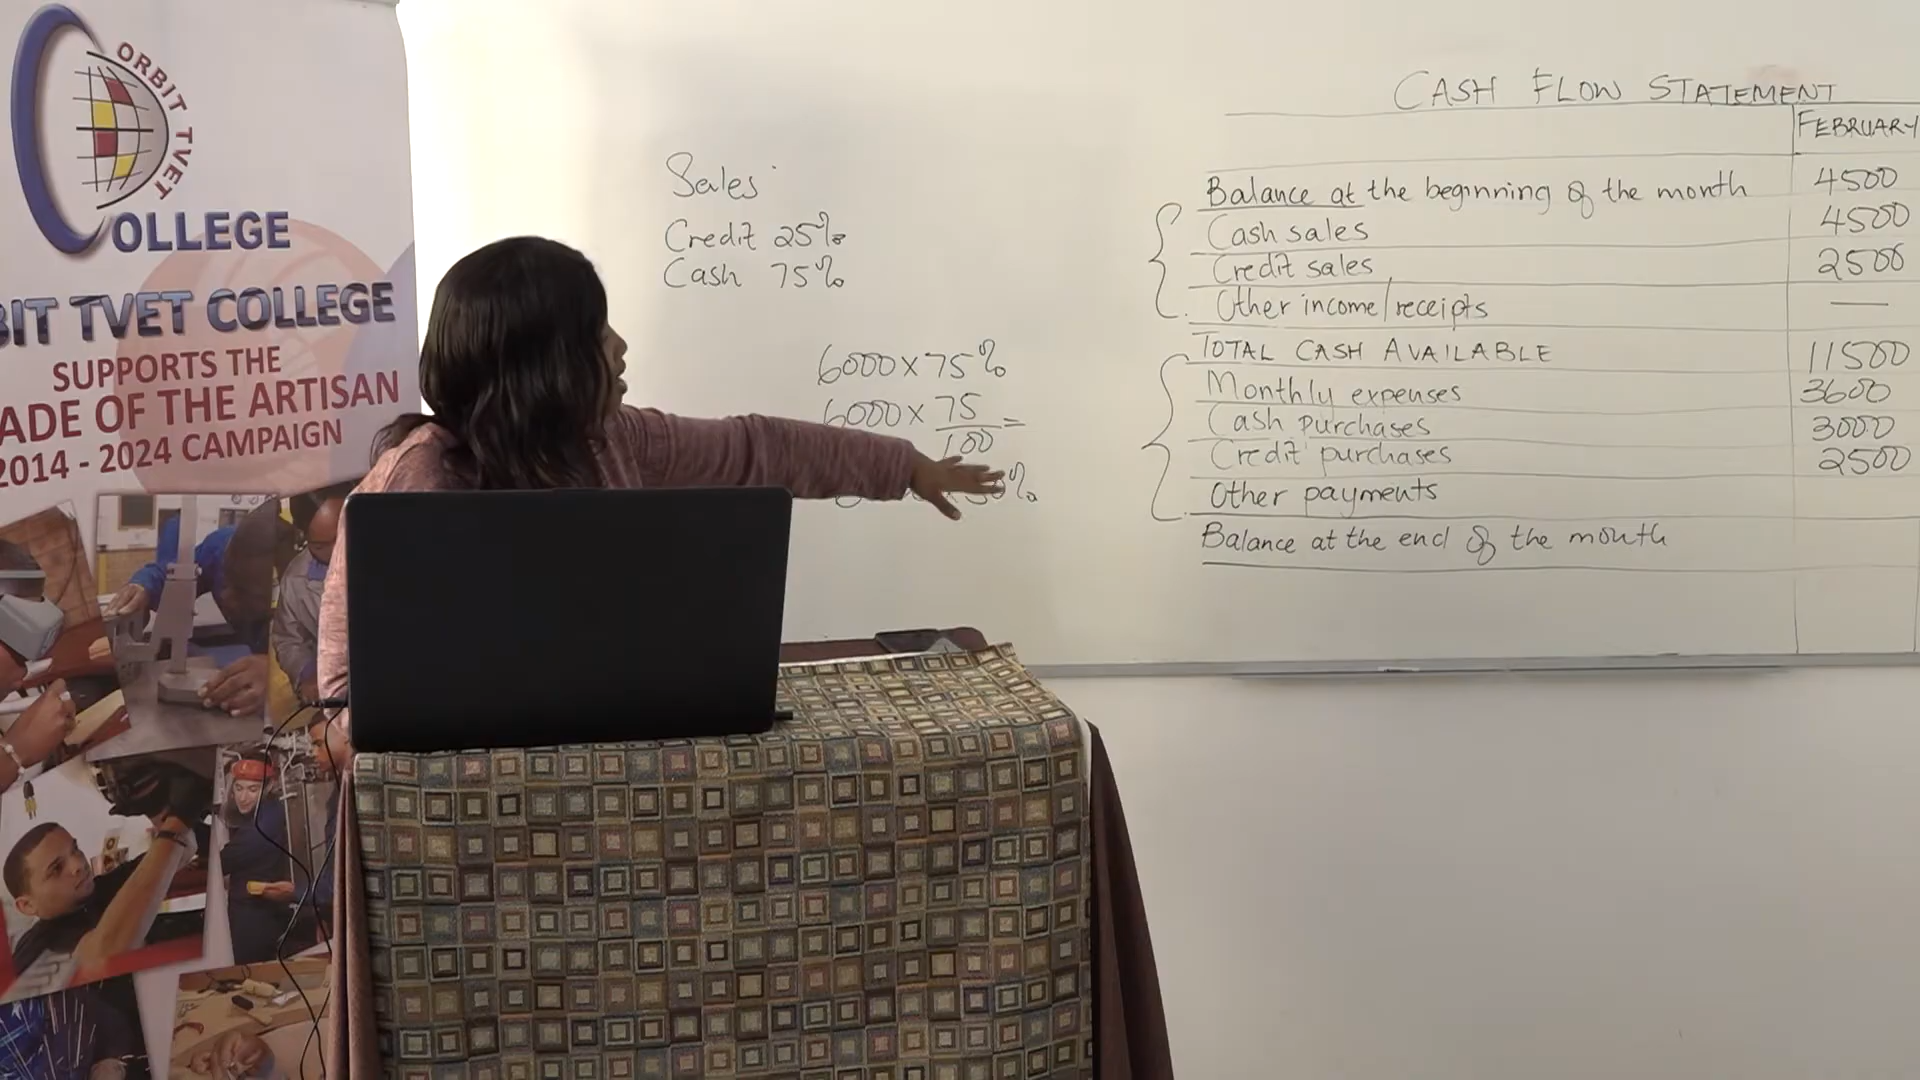 ORBIT TVET
COLLEGE
BIT TVET COLLEGE
SUPPORTS THE
ADE OF THE ARTISAN
2014 - 2024 CAMPAIGN
Sales
Credit 25%
Cash 75%
6000 x 75%
6000 x 75/100 =
%
CASH FLOW STATEMENT
FEBRUARY
Balance at the beginning of the month 4500
Cash sales 4500
Credit sales 2500
Other income/receipts —
TOTAL CASH AVAILABLE 11500
Monthly expenses 3600
Cash purchases 3000
Credit purchases 2500
Other payments
Balance at the end of the month